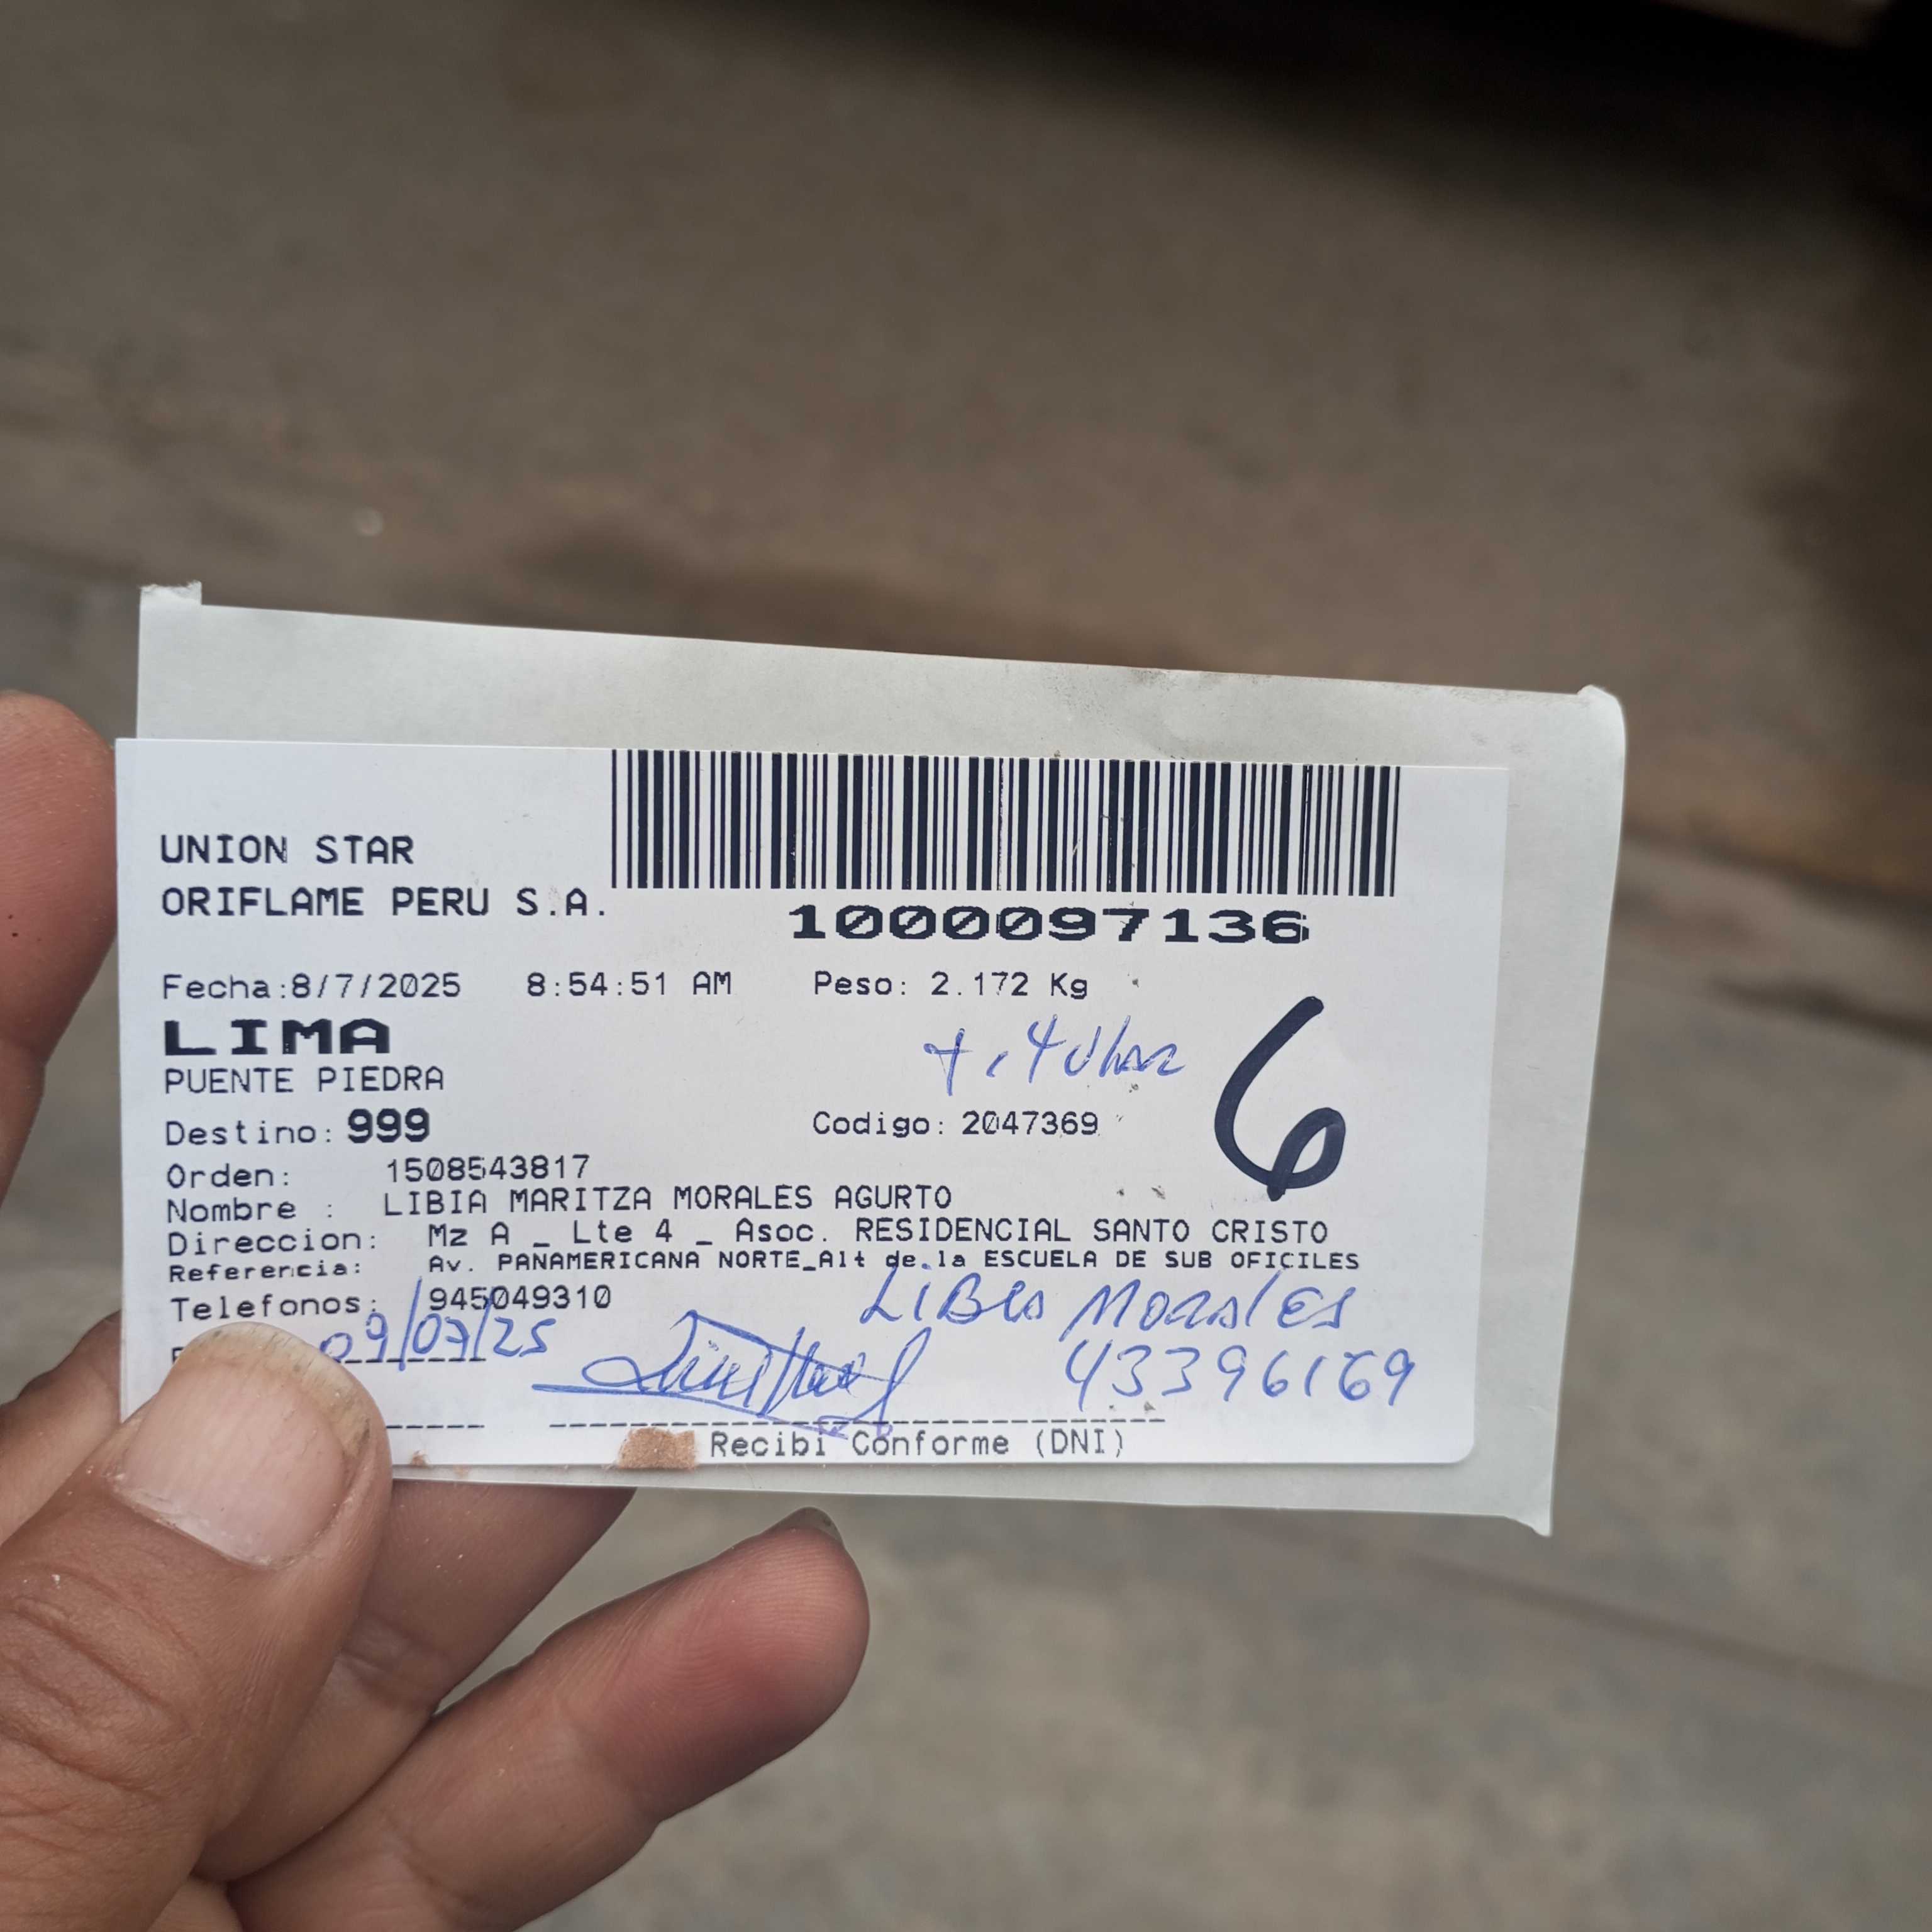 UNION STAR
ORIFLAME PERU S.A.
1000097136
Fecha:8/7/2025 8:54:51 AM Peso: 2.172 Kg
LIMA
PUENTE PIEDRA
6
Destino: 999 Codigo: 2047369
Orden: 1508543817
Nombre : LIBIA MARITZA MORALES AGURTO
Direccion: Mz A _ Lte 4 _ Asoc. RESIDENCIAL SANTO CRISTO
Referencia: Av. PANAMERICANA NORTE_Alt de la ESCUELA DE SUB OFICILES
Telefonos: 945049310
Morales
09/07/25 43396169
Recibi Conforme (DNI)